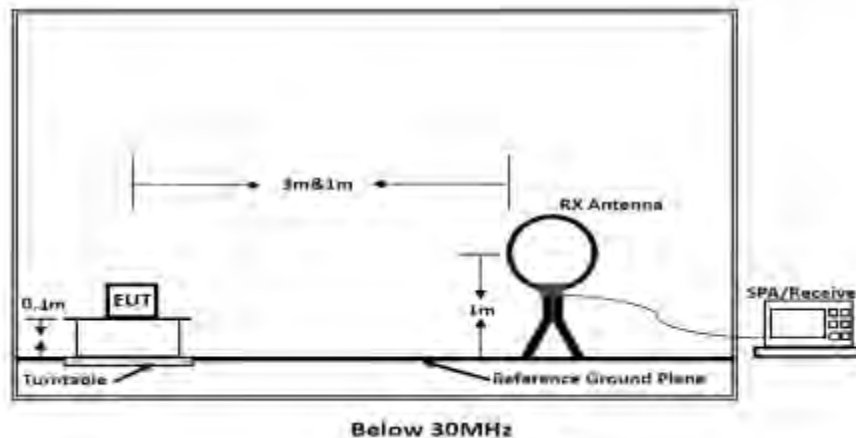 3m&1m
RX Antenna
EUT
0.1m
1m
SPA/Receive
Turntable
Reference Ground Plane
Below 30MHz